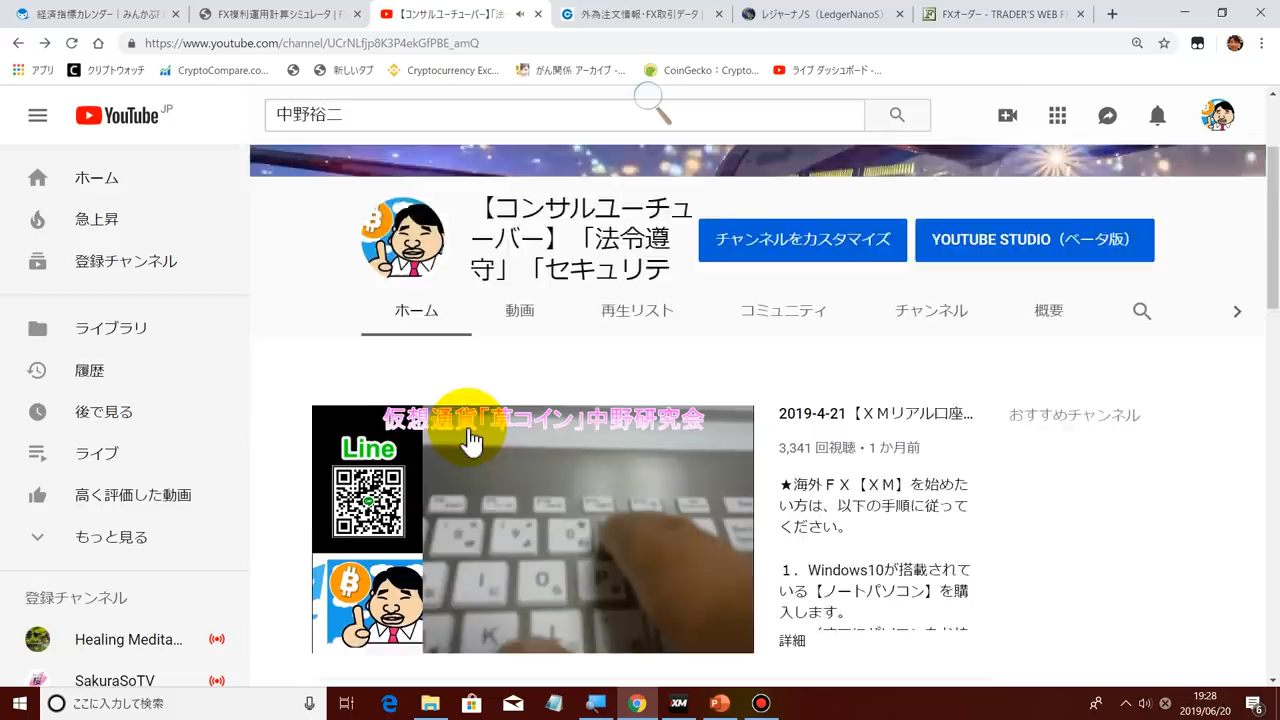 経済指標カレンダー | みんかぶF
FX複利運用計算シミュレータ | F
【コンサルユーチューバー】「法
外為注文情報・FX取引データ |
レジャーナノS（LedgerNanoS）
FXオーダー - TRADER'S WEB F
https://www.youtube.com/channel/UCrNLfjp8K3P4ekGfPBE_amQ
アプリ
クリプトウォッチ
CryptoCompare.co...
新しいタブ
Cryptocurrency Exc...
がん関係 アーカイブ -...
CoinGecko：Crypto...
ライブ ダッシュボード -...
YouTube JP
中野裕二
ホーム
急上昇
登録チャンネル
ライブラリ
履歴
後で見る
ライブ
高く評価した動画
もっと見る
登録チャンネル
Healing Medita...
SakuraSoTV
【コンサルユーチュ
ーバー】「法令遵
守」「セキュリテ
チャンネルをカスタマイズ
YOUTUBE STUDIO（ベータ版）
ホーム
動画
再生リスト
コミュニティ
チャンネル
概要
仮想通貨「草コイン」中野研究会
Line
2019-4-21【ＸＭリアル口座...
3,341 回視聴・1 か月前
★海外ＦＸ【ＸＭ】を始めた
い方は、以下の手順に従って
ください。
１．Windows10が搭載されて
いる【ノートパソコン】を購
入します。
詳細
おすすめチャンネル
ここに入力して検索
XM
19:28
2019/06/20
6